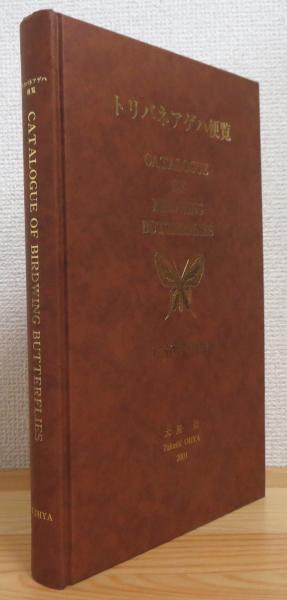 トリバネアゲハ便覧
CATALOGUE
OF
BIRDWING
BUTTERFLIES
大屋
Takashi OHYA
2001
トリバネアゲハ
便覧
CATALOGUE OF BIRDWING BUTTERFLIES
OHYA